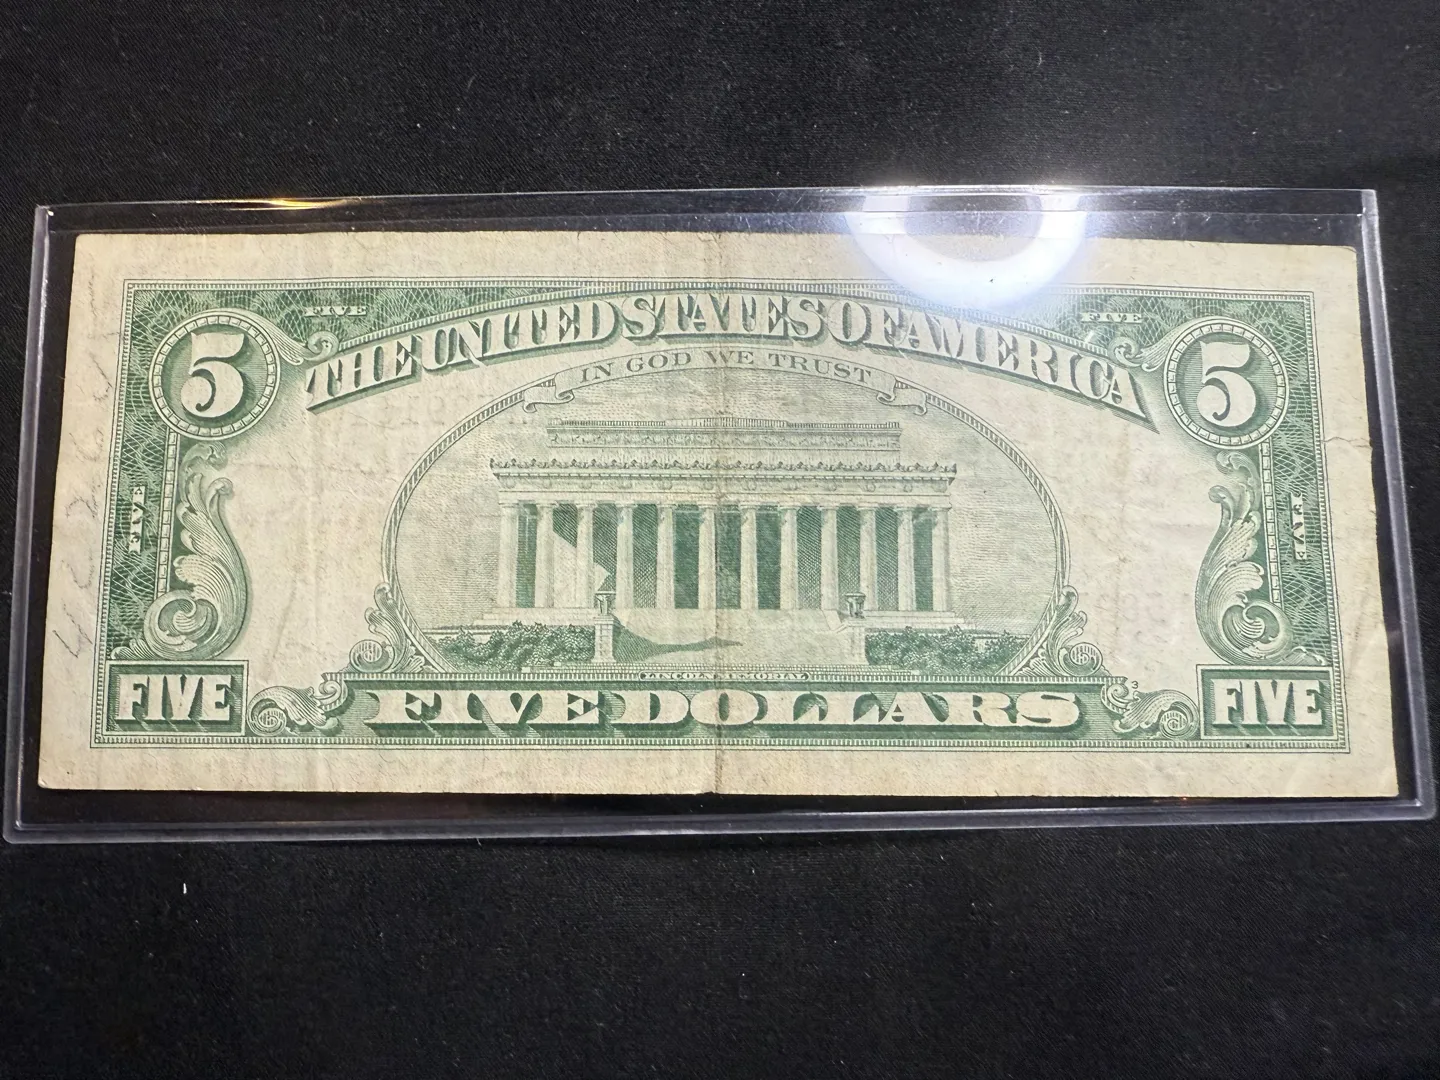 FIVE FIVE
5 THE UNITED STATES OF AMERICA 5
IN GOD WE TRUST
FIVE FIVE
LINCOLN MEMORIAL
3
FIVE FIVE DOLLARS FIVE